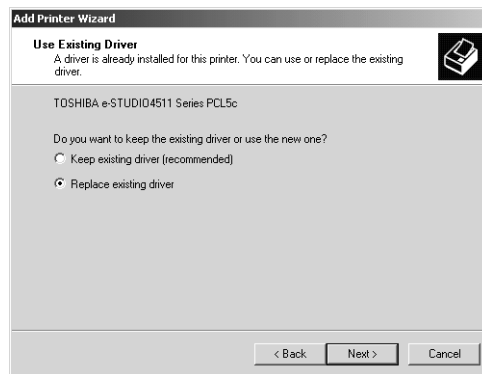 Add Printer Wizard
Use Existing Driver
A driver is already installed for this printer. You can use or replace the existing
driver.
TOSHIBA e-STUDIO4511 Series PCL5c
Do you want to keep the existing driver or use the new one?
Keep existing driver (recommended)
Replace existing driver
< Back
Next >
Cancel